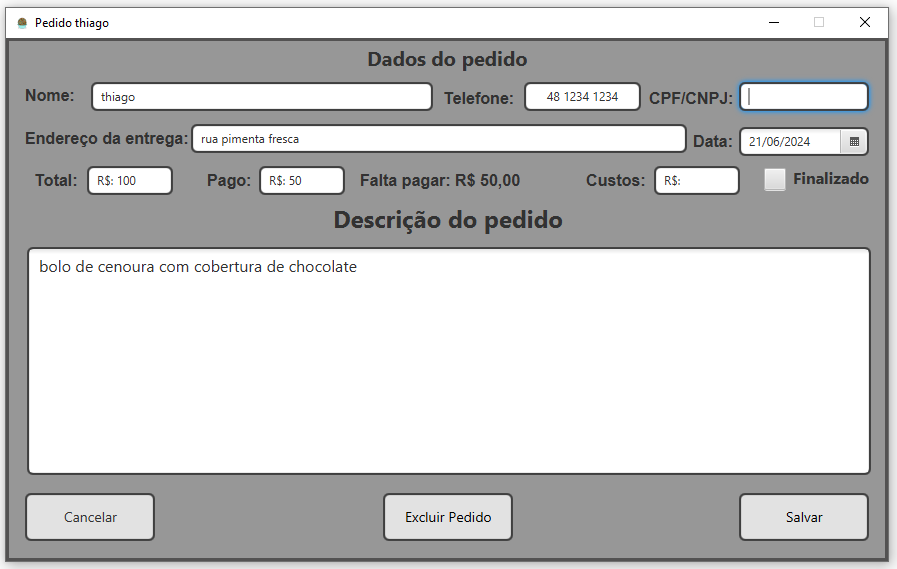 Pedido thiago
Dados do pedido
Nome: thiago Telefone: 48 1234 1234 CPF/CNPJ:
Endereço da entrega: rua pimenta fresca Data: 21/06/2024
Total: R$: 100 Pago: R$: 50 Falta pagar: R$ 50,00 Custos: R$: Finalizado
Descrição do pedido
bolo de cenoura com cobertura de chocolate
Cancelar Excluir Pedido Salvar